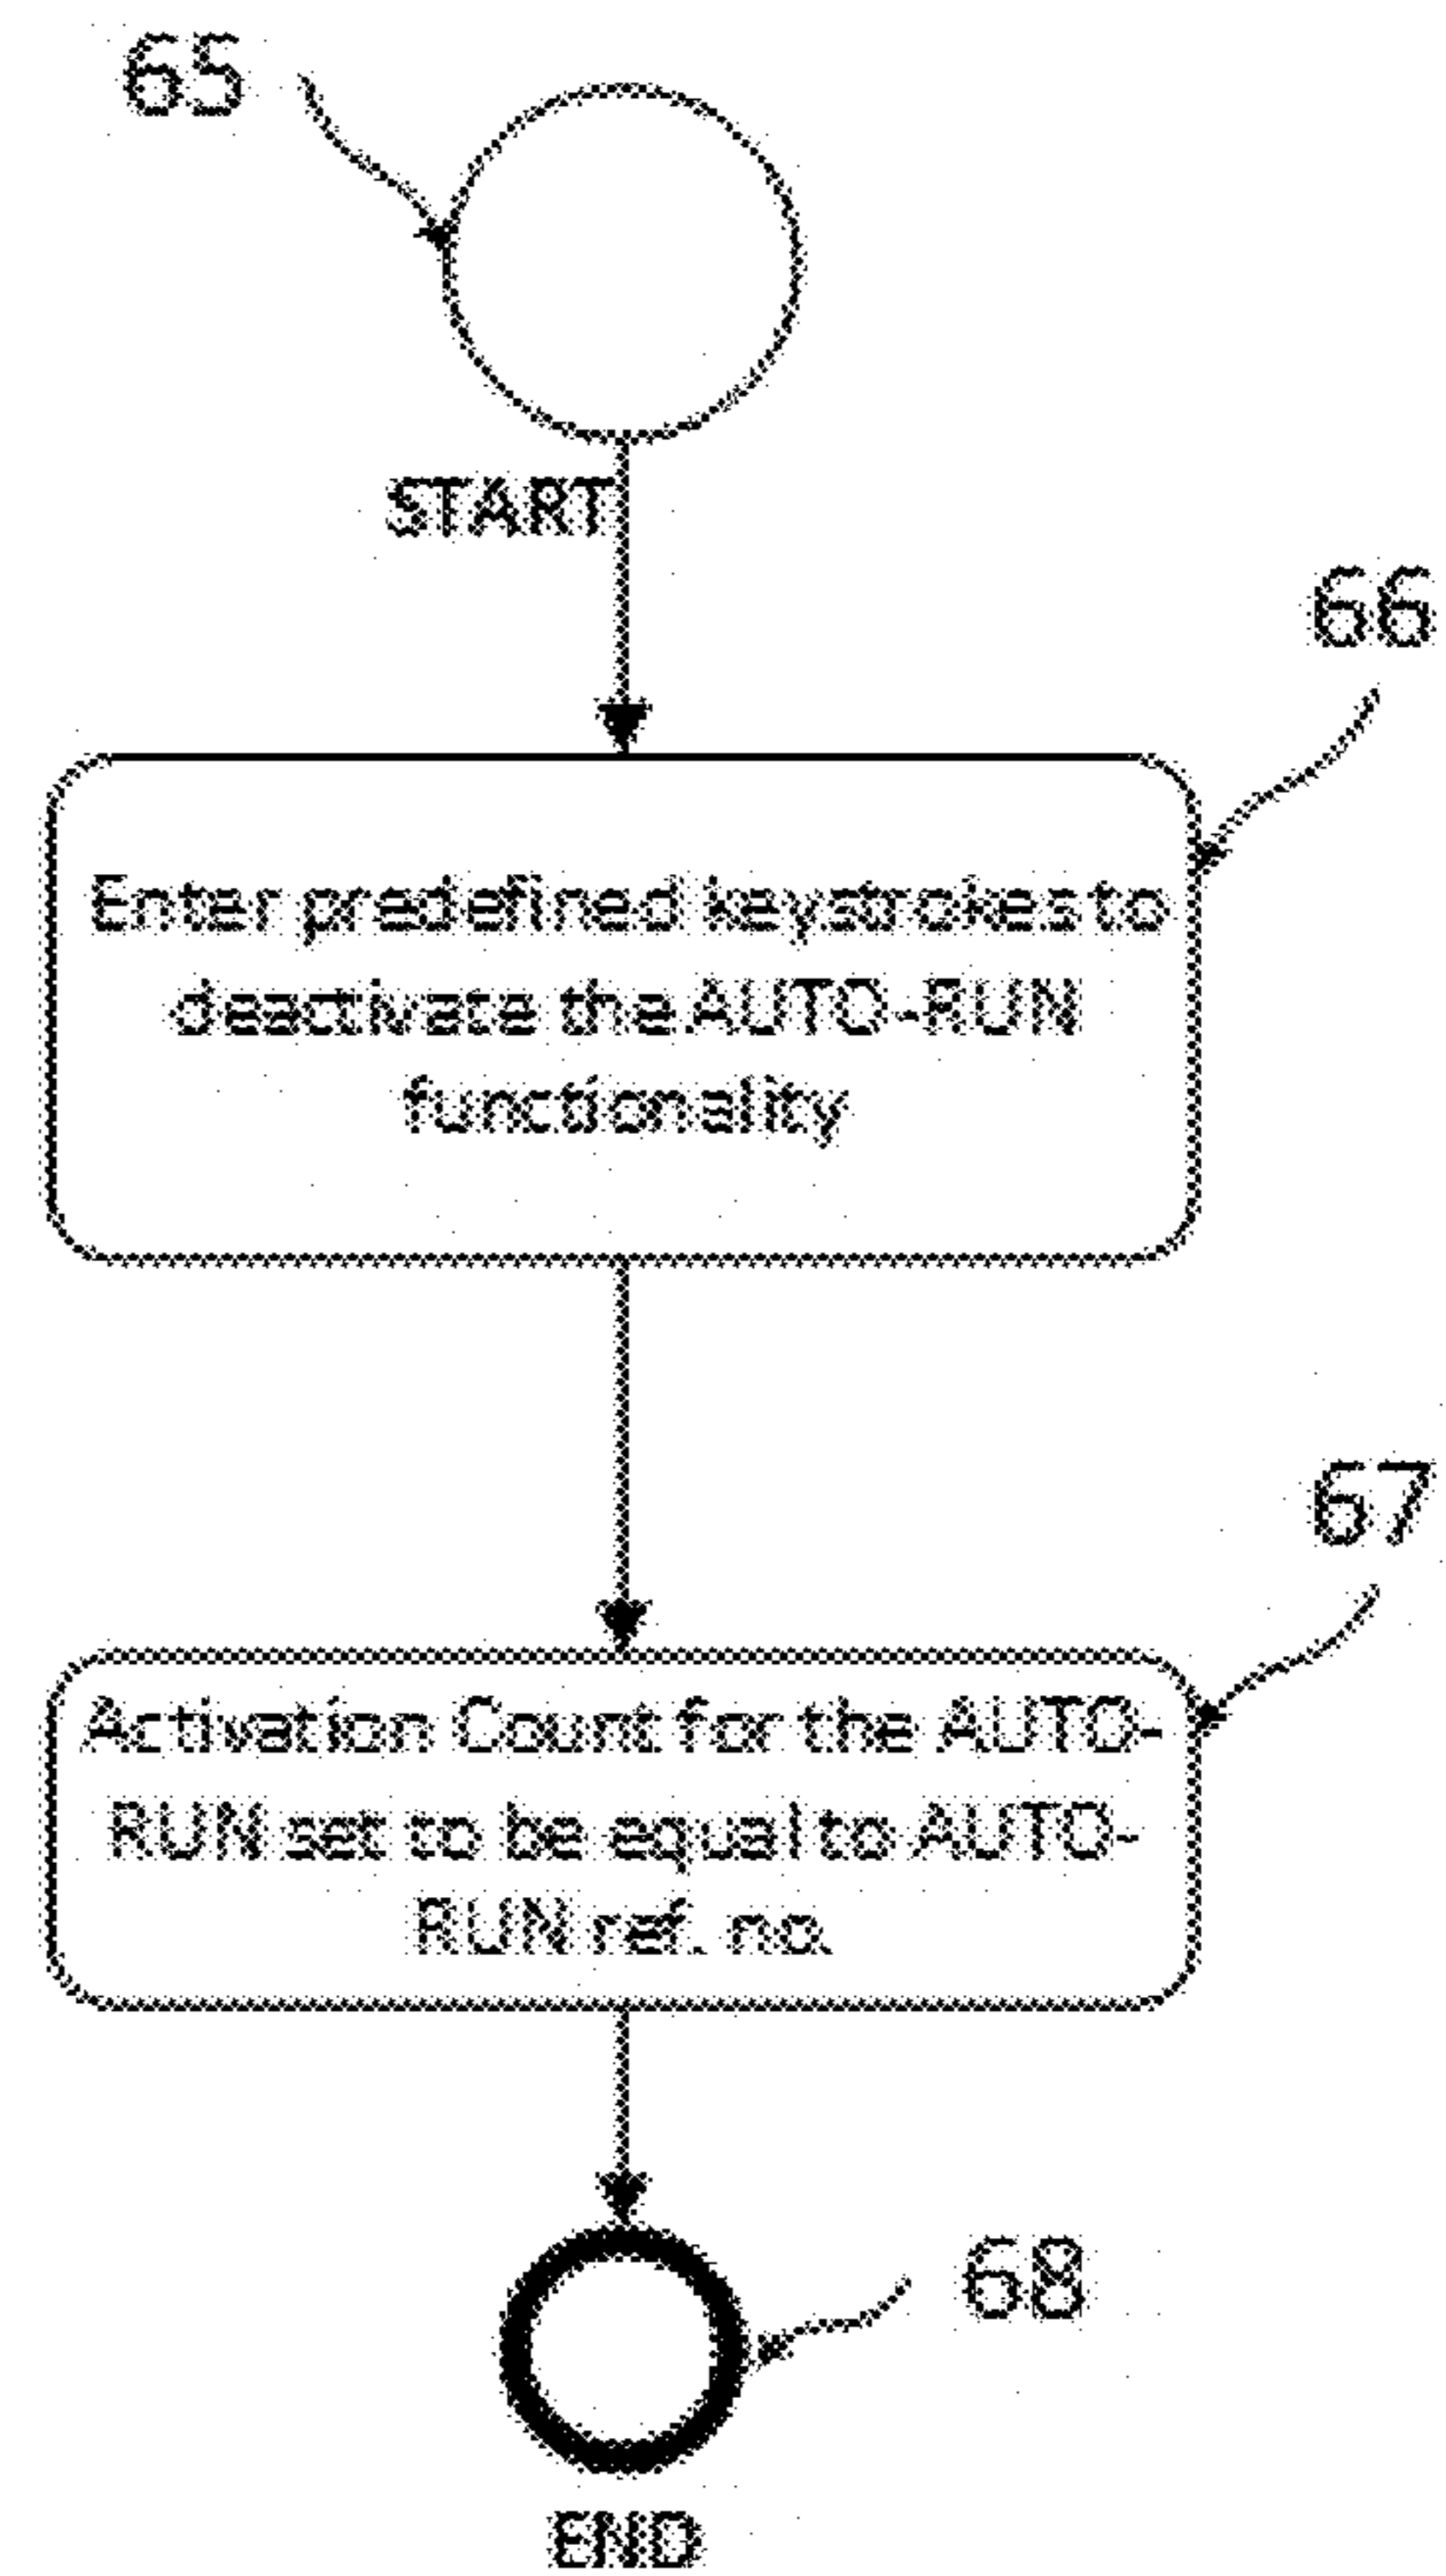 65
START
66
Enter predefined keystrokes to
deactivate the AUTO-RUN
functionality
67
Activation Count for the AUTO-
RUN set to be equal to AUTO-
RUN ref. no.
68
END